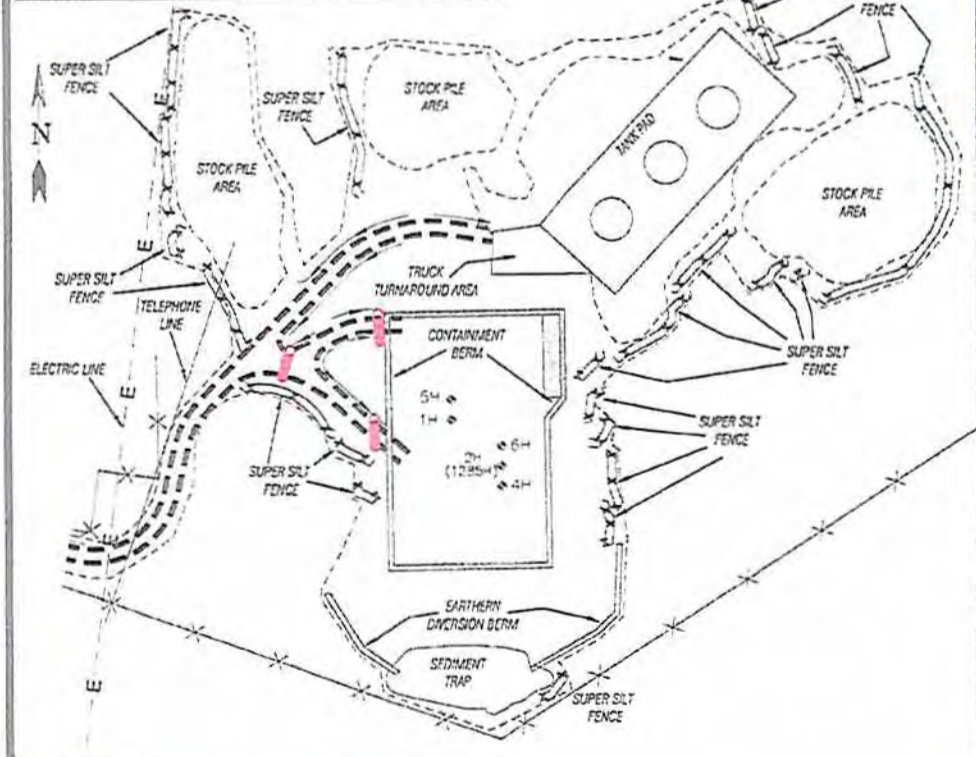 FENCE
SUPER SILT
FENCE
E
N
SUPER SILT
FENCE
STOCK PILE
AREA
TANK PAD
STOCK PILE
AREA
STOCK PILE
AREA
E
SUPER SILT
FENCE
TRUCK
TURNAROUND AREA
TELEPHONE
LINE
CONTAINMENT
BERM
ELECTRIC LINE
E
SUPER SILT
FENCE
5H
1H
SUPER SILT
FENCE
6H
2H
4H
SUPER SILT
FENCE
E
E
EARTHERN
DIVERSION BERM
SEDIMENT
TRAP
E
SUPER SILT
FENCE